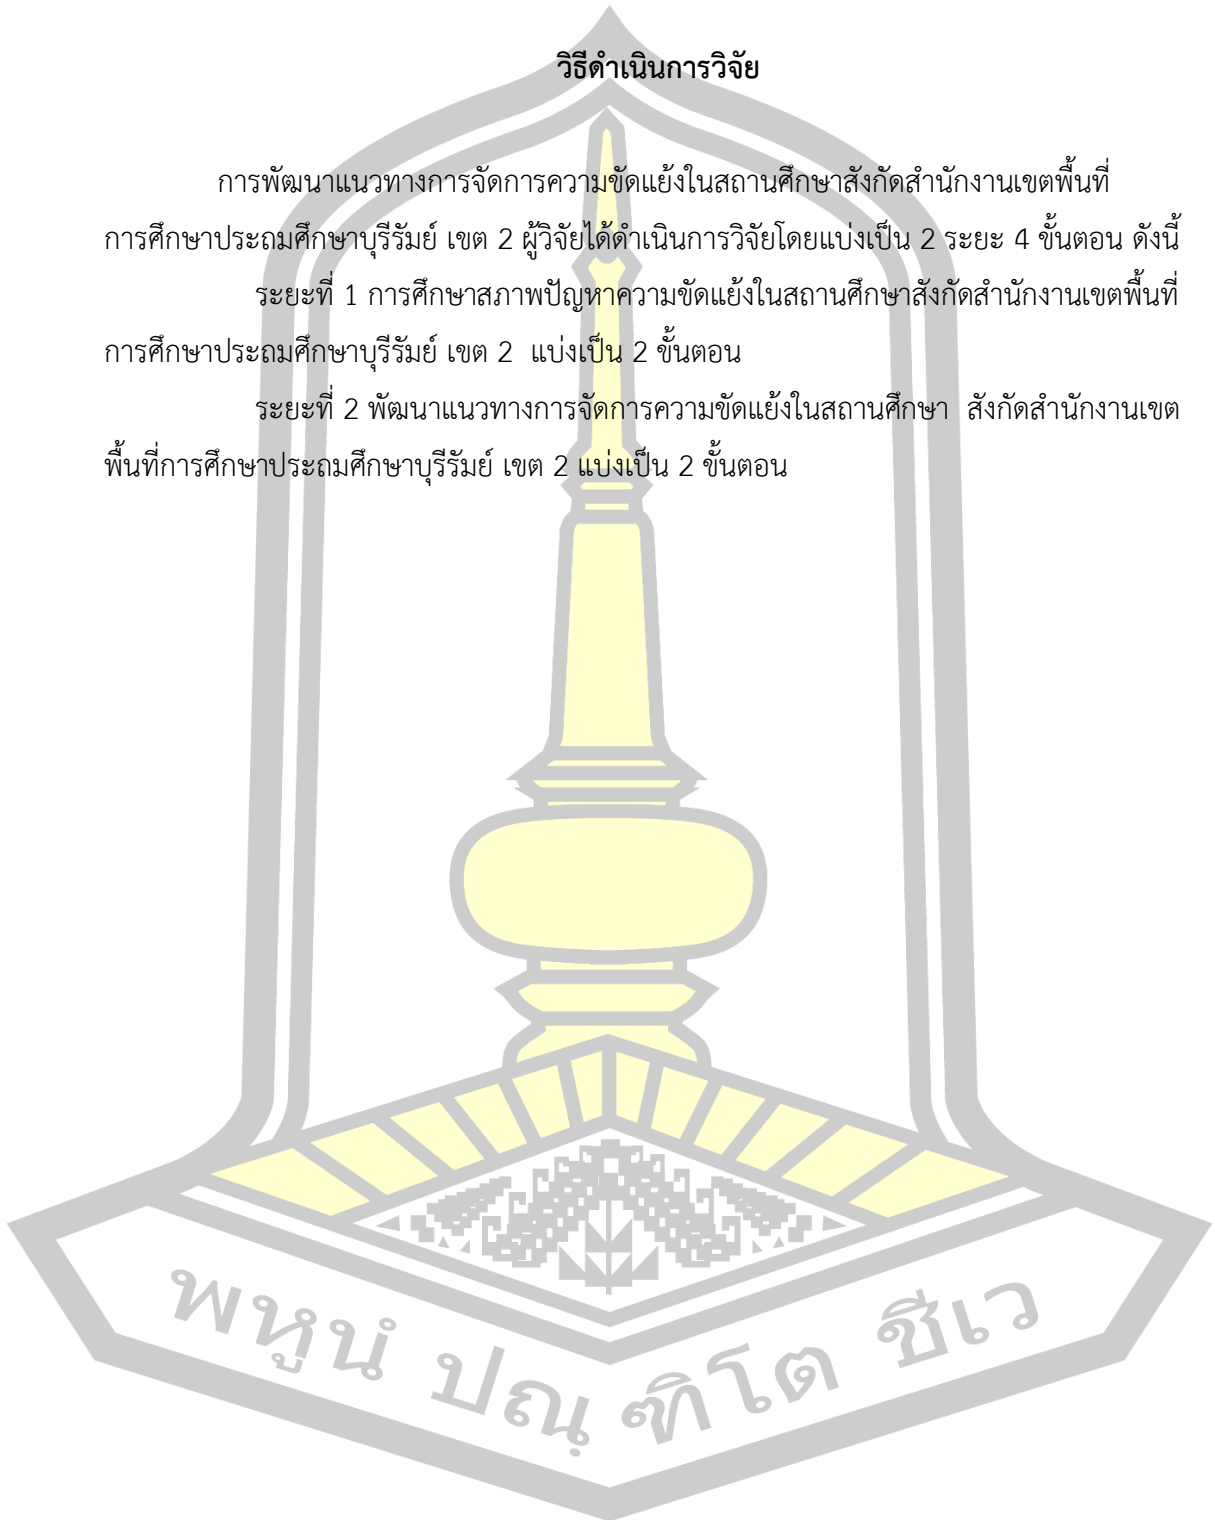 วิธีดำเนินการวิจัย
การพัฒนาแนวทางการจัดการความขัดแย้งในสถานศึกษาสังกัดสำนักงานเขตพื้นที่
การศึกษาประถมศึกษาบุรีรัมย์ เขต 2 ผู้วิจัยได้ดำเนินการวิจัยโดยแบ่งเป็น 2 ระยะ 4 ขั้นตอน ดังนี้
ระยะที่ 1 การศึกษาสภาพปัญหาความขัดแย้งในสถานศึกษาสังกัดสำนักงานเขตพื้นที่
การศึกษาประถมศึกษาบุรีรัมย์ เขต 2 แบ่งเป็น 2 ขั้นตอน
ระยะที่ 2 พัฒนาแนวทางการจัดการความขัดแย้งในสถานศึกษา สังกัดสำนักงานเขต
พื้นที่การศึกษาประถมศึกษาบุรีรัมย์ เขต 2 แบ่งเป็น 2 ขั้นตอน
พหูนํ ปณฺ ฑิโต ชีเว